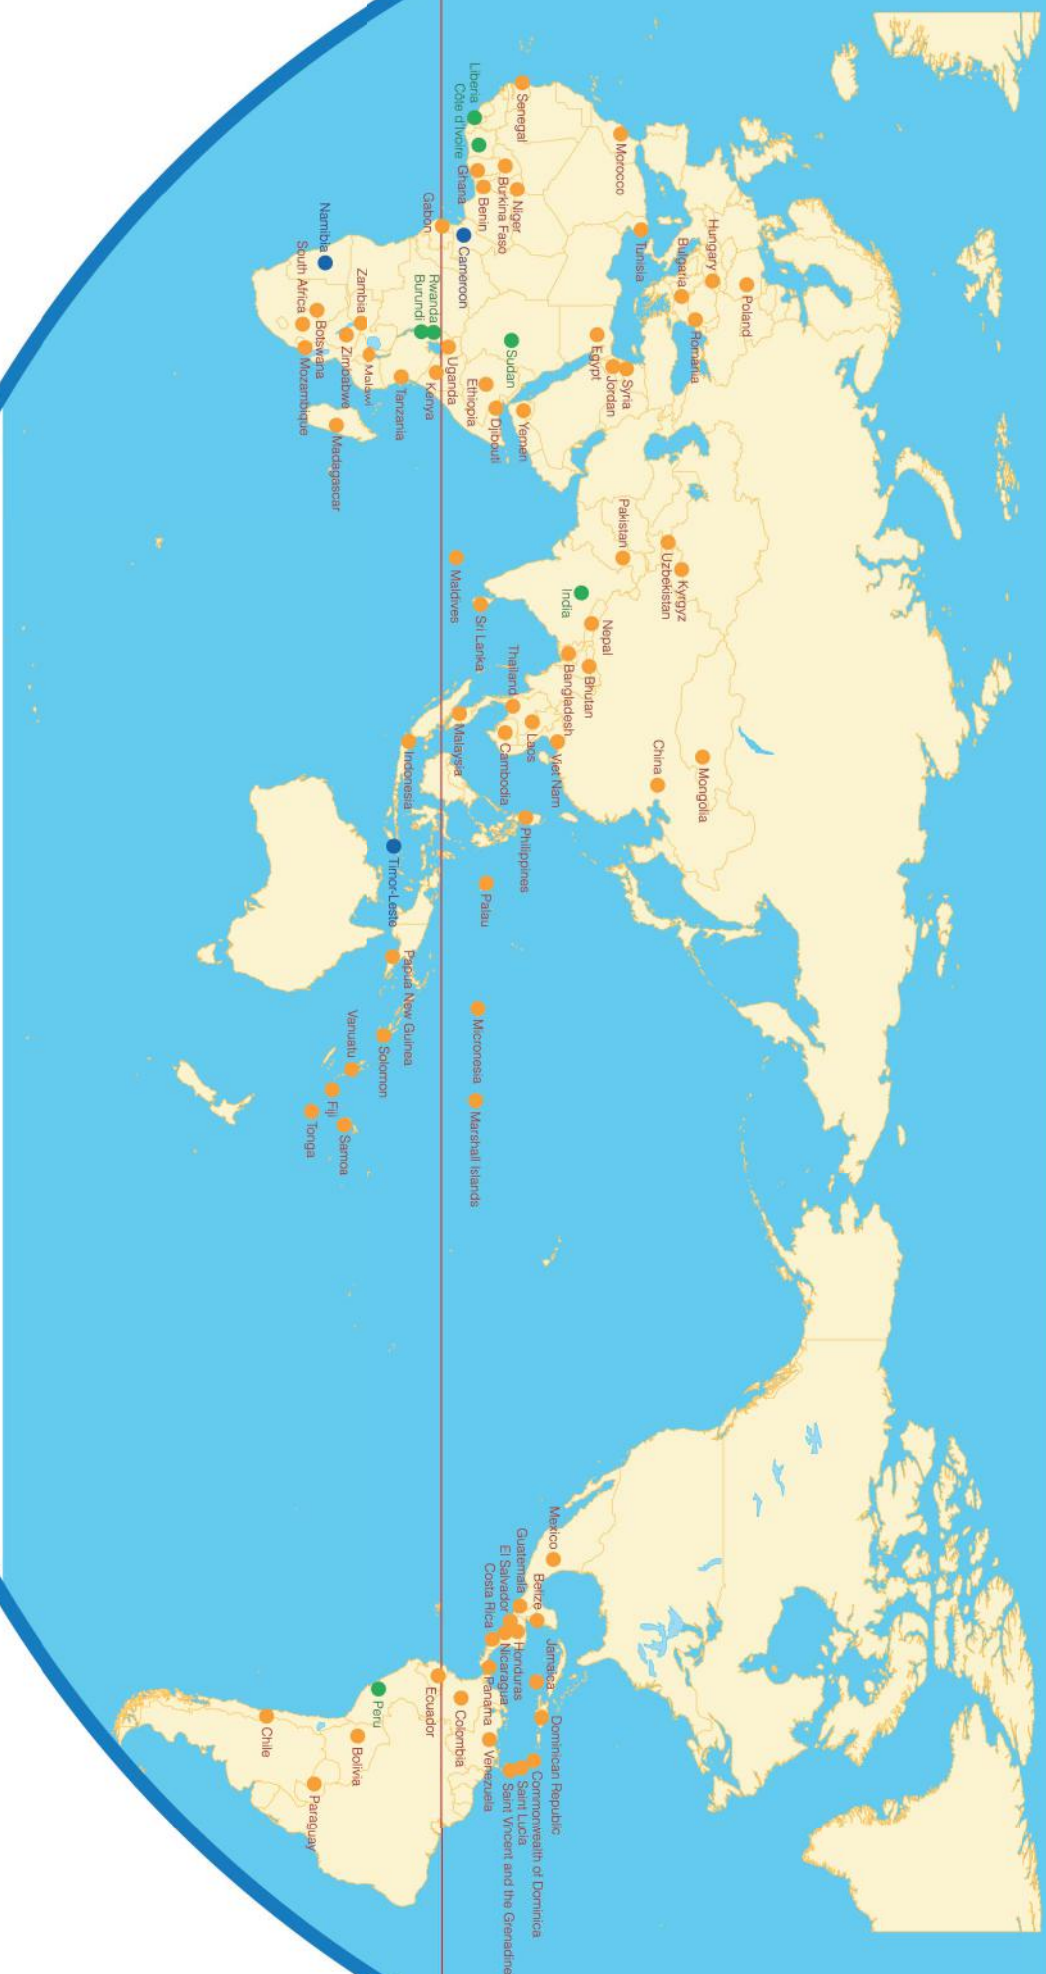 Poland
Hungary
Romania
Bulgaria
Morocco
Tunisia
Syria
Jordan
Egypt
Senegal
Niger
Burkina Faso
Liberia
Côte d'Ivoire
Ghana
Benin
Cameroon
Gabon
Sudan
Yemen
Djibouti
Ethiopia
Uganda
Kenya
Rwanda
Burundi
Tanzania
Malawi
Zambia
Zimbabwe
Namibia
Botswana
South Africa
Mozambique
Madagascar
Kyrgyz
Uzbekistan
Pakistan
India
Nepal
Bhutan
Bangladesh
Maldives
Sri Lanka
Mongolia
China
Viet Nam
Laos
Thailand
Cambodia
Malaysia
Indonesia
Philippines
Timor-Leste
Palau
Micronesia
Marshall Islands
Papua New Guinea
Solomon
Vanuatu
Samoa
Fiji
Tonga
Mexico
Belize
Guatemala
El Salvador
Costa Rica
Honduras
Nicaragua
Panama
Jamaica
Dominican Republic
Commonwealth of Dominica
Saint Lucia
Saint Vincent and the Grenadine
Venezuela
Colombia
Ecuador
Peru
Bolivia
Chile
Paraguay